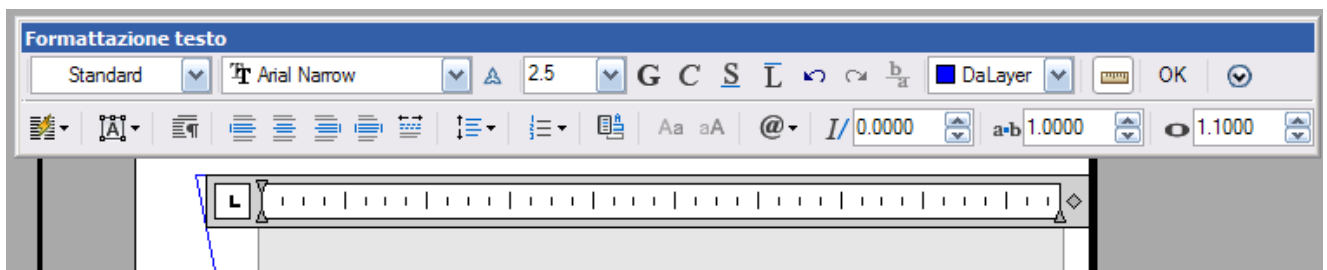 Formattazione testo
Standard Arial Narrow 2.5 G C S L b/a DaLayer OK
A Aa aA @ I/ 0.0000 a•b 1.0000 O 1.1000
L